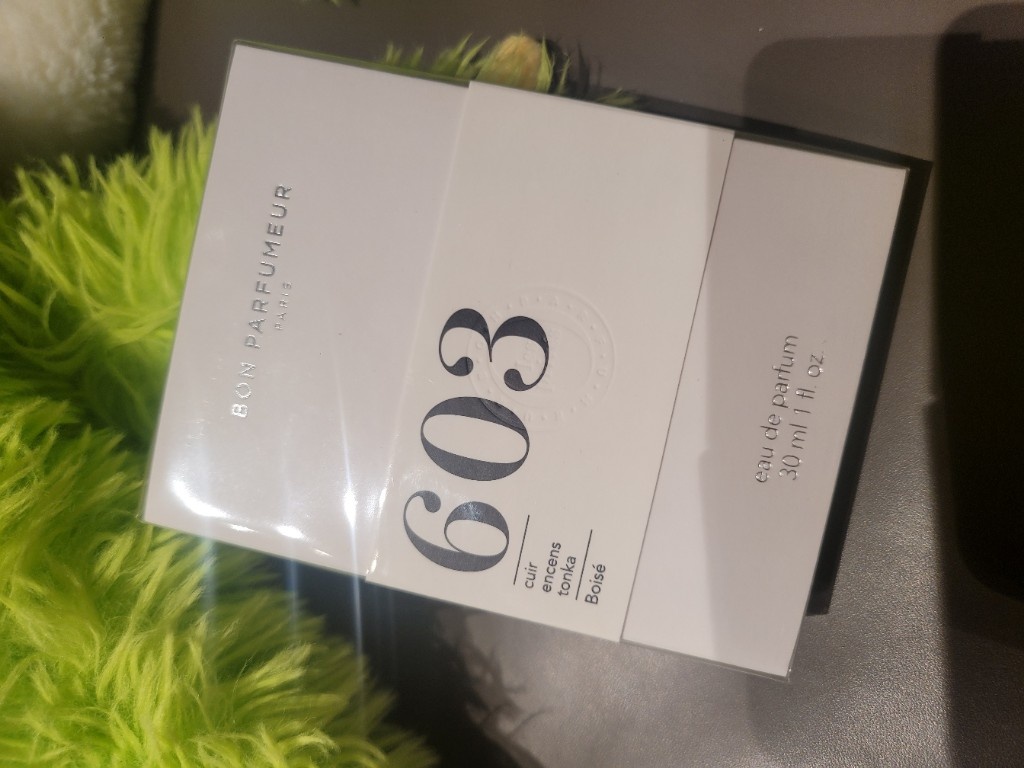 BON PARFUMEUR
PARIS
603
cuir
encens
tonka
Boisé
eau de parfum
30 ml 1 fl. oz.